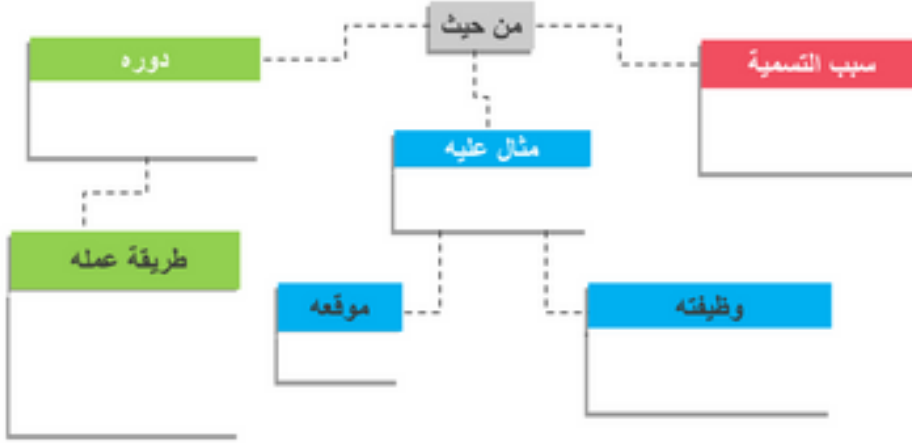 من حيث
سبب التسمية
دوره
مثال عليه
طريقة عمله
موقعه
وظيفته